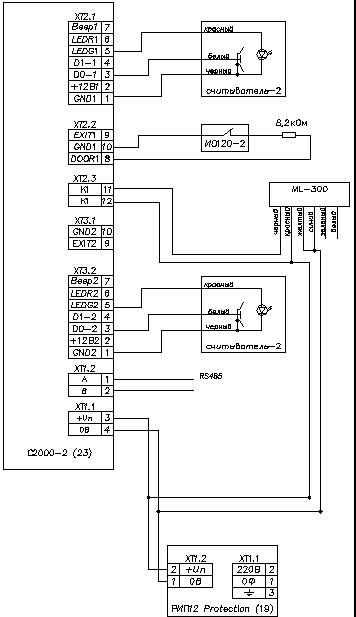 XT2.1
Beep1 7
LEDR1 6
LEDG1 5
D1-1 4
D0-1 3
+12В1 2
GND1 1
красный
белый
черный
считыватель-2
XT2.2
EXIT1 9
GND1 10
DOOR1 8
ИО120-2
8,2кОм
XT2.3
К1 11
К1 12
ML-300
черный
красный
желтый
синий
зеленый
белый
XT3.1
GND2 10
EXIT2 9
XT3.2
Beep2 7
LEDR2 6
LEDG2 5
D1-2 4
D0-2 3
+12В2 2
GND2 1
красный
белый
черный
считыватель-2
XT1.2
A 1
B 2
RS485
XT1.1
+Uп 3
0В 4
С2000-2 (23)
XT1.2
2 +Uп
1 0В
XT1.1
220В 2
0Ф 1
3
РИП12 Protection (19)